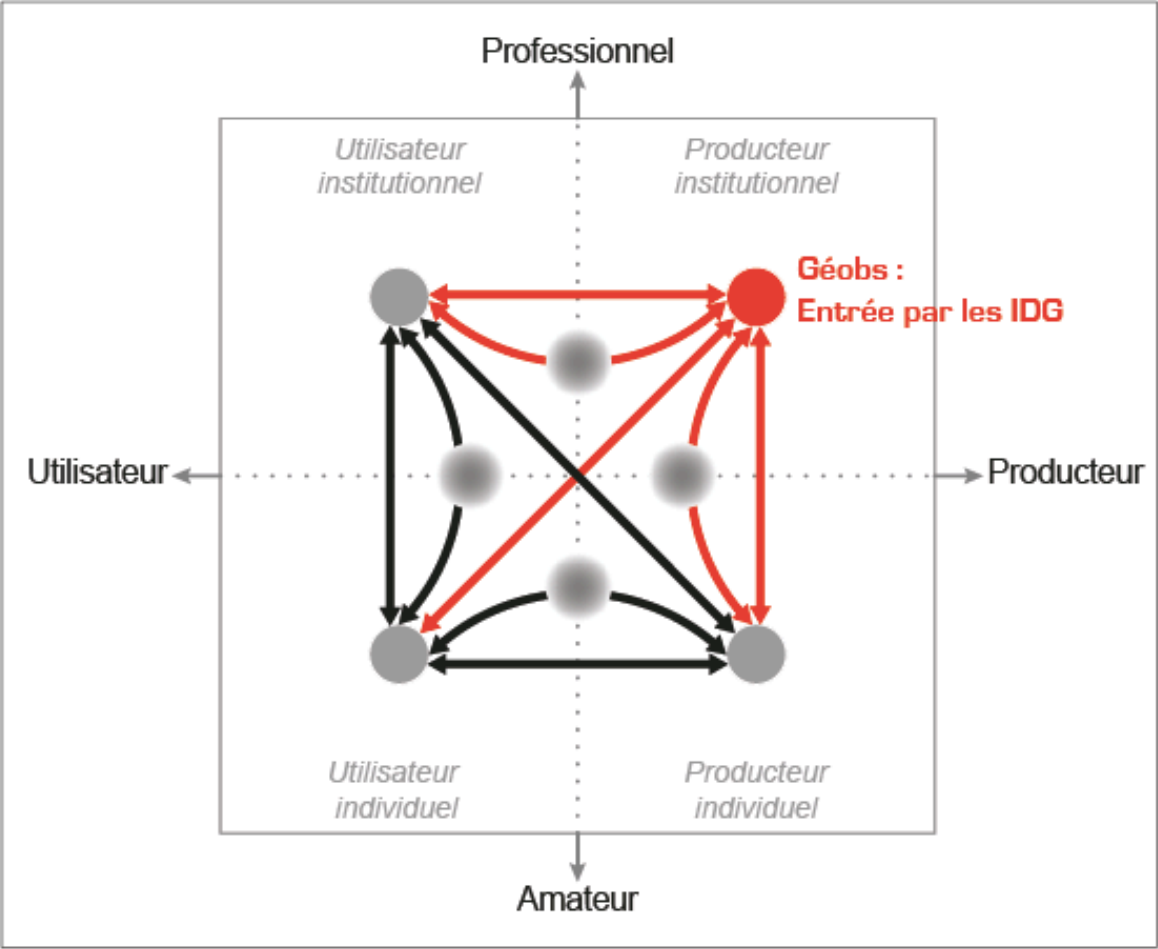 Professionnel
Utilisateur
institutionnel
Producteur
institutionnel
Géobs :
Entrée par les IDG
Utilisateur
Producteur
Utilisateur
individuel
Producteur
individuel
Amateur